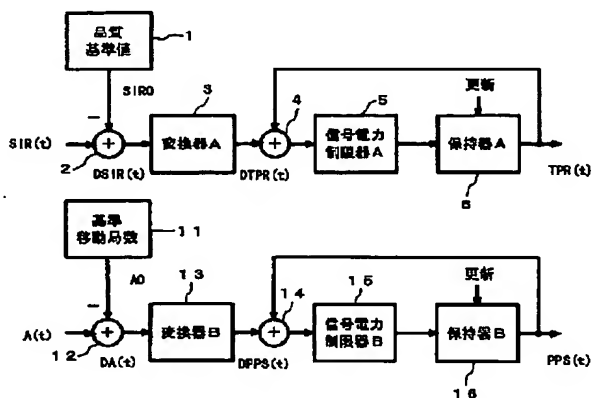 品質
基準値
1
SIR0
3
4
5
更新
SIR(t)
変換器A
信号電力
制限器A
保持器A
2
DSIR(t)
DTPR(t)
TPR(t)
6
基準
移動局数
11
A0
13
14
15
更新
A(t)
変換器B
信号電力
制限器B
保持器B
12
DA(t)
DPPS(t)
PPS(t)
16